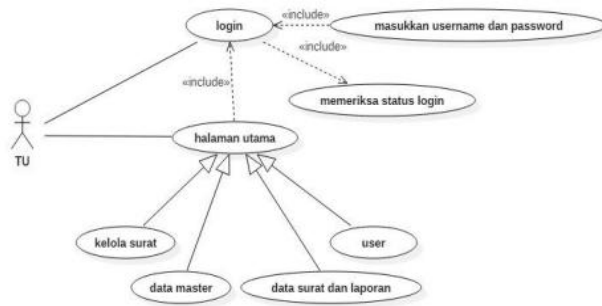 login
«include»
masukkan username dan password
«include»
memeriksa status login
TU
halaman utama
kelola surat
user
data master
data surat dan laporan